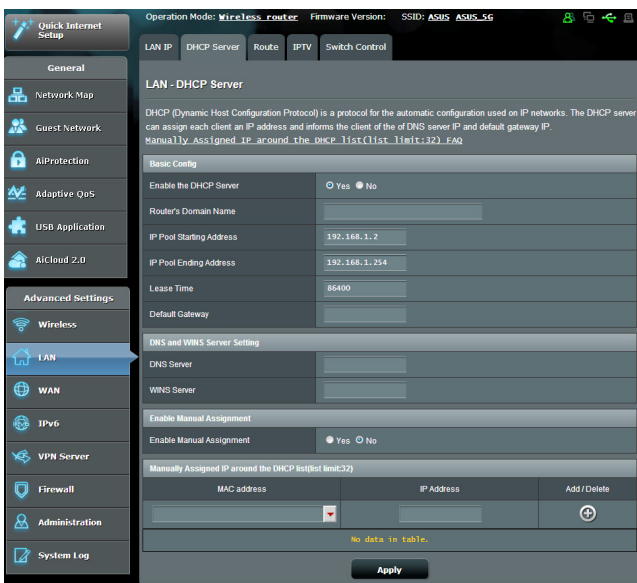 Quick Internet
Setup
General
Network Map
Guest Network
AiProtection
Adaptive QoS
USB Application
AiCloud 2.0
Advanced Settings
Wireless
LAN
WAN
IPv6
VPN Server
Firewall
Administration
System Log
Operation Mode: Wireless router Firmware Version: SSID: ASUS ASUS_5G
LAN IP DHCP Server Route IPTV Switch Control
LAN - DHCP Server
DHCP (Dynamic Host Configuration Protocol) is a protocol for the automatic configuration used on IP networks. The DHCP server
can assign each client an IP address and informs the client of the of DNS server IP and default gateway IP.
Manually Assigned IP around the DHCP list(list limit:32) FAQ
Basic Config
Enable the DHCP Server Yes No
Router's Domain Name
IP Pool Starting Address 192.168.1.2
IP Pool Ending Address 192.168.1.254
Lease Time 86400
Default Gateway
DNS and WINS Server Setting
DNS Server
WINS Server
Enable Manual Assignment
Enable Manual Assignment Yes No
Manually Assigned IP around the DHCP list(list limit:32)
MAC address IP Address Add / Delete
No data in table.
Apply